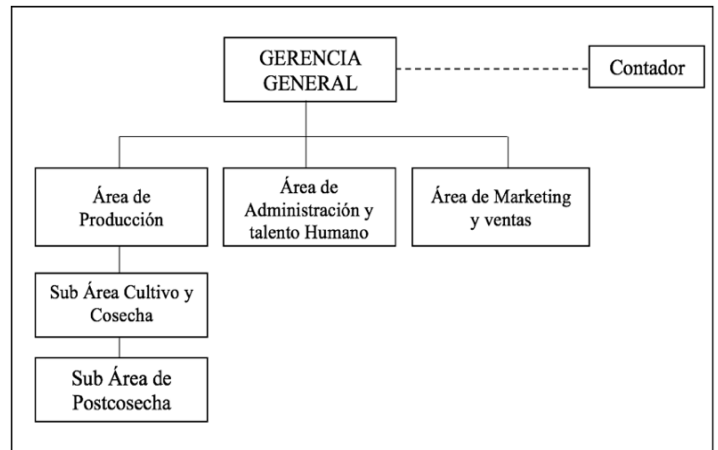 GERENCIA
GENERAL
Contador
Área de
Producción
Área de
Administración y
talento Humano
Área de Marketing
y ventas
Sub Área Cultivo y
Cosecha
Sub Área de
Postcosecha